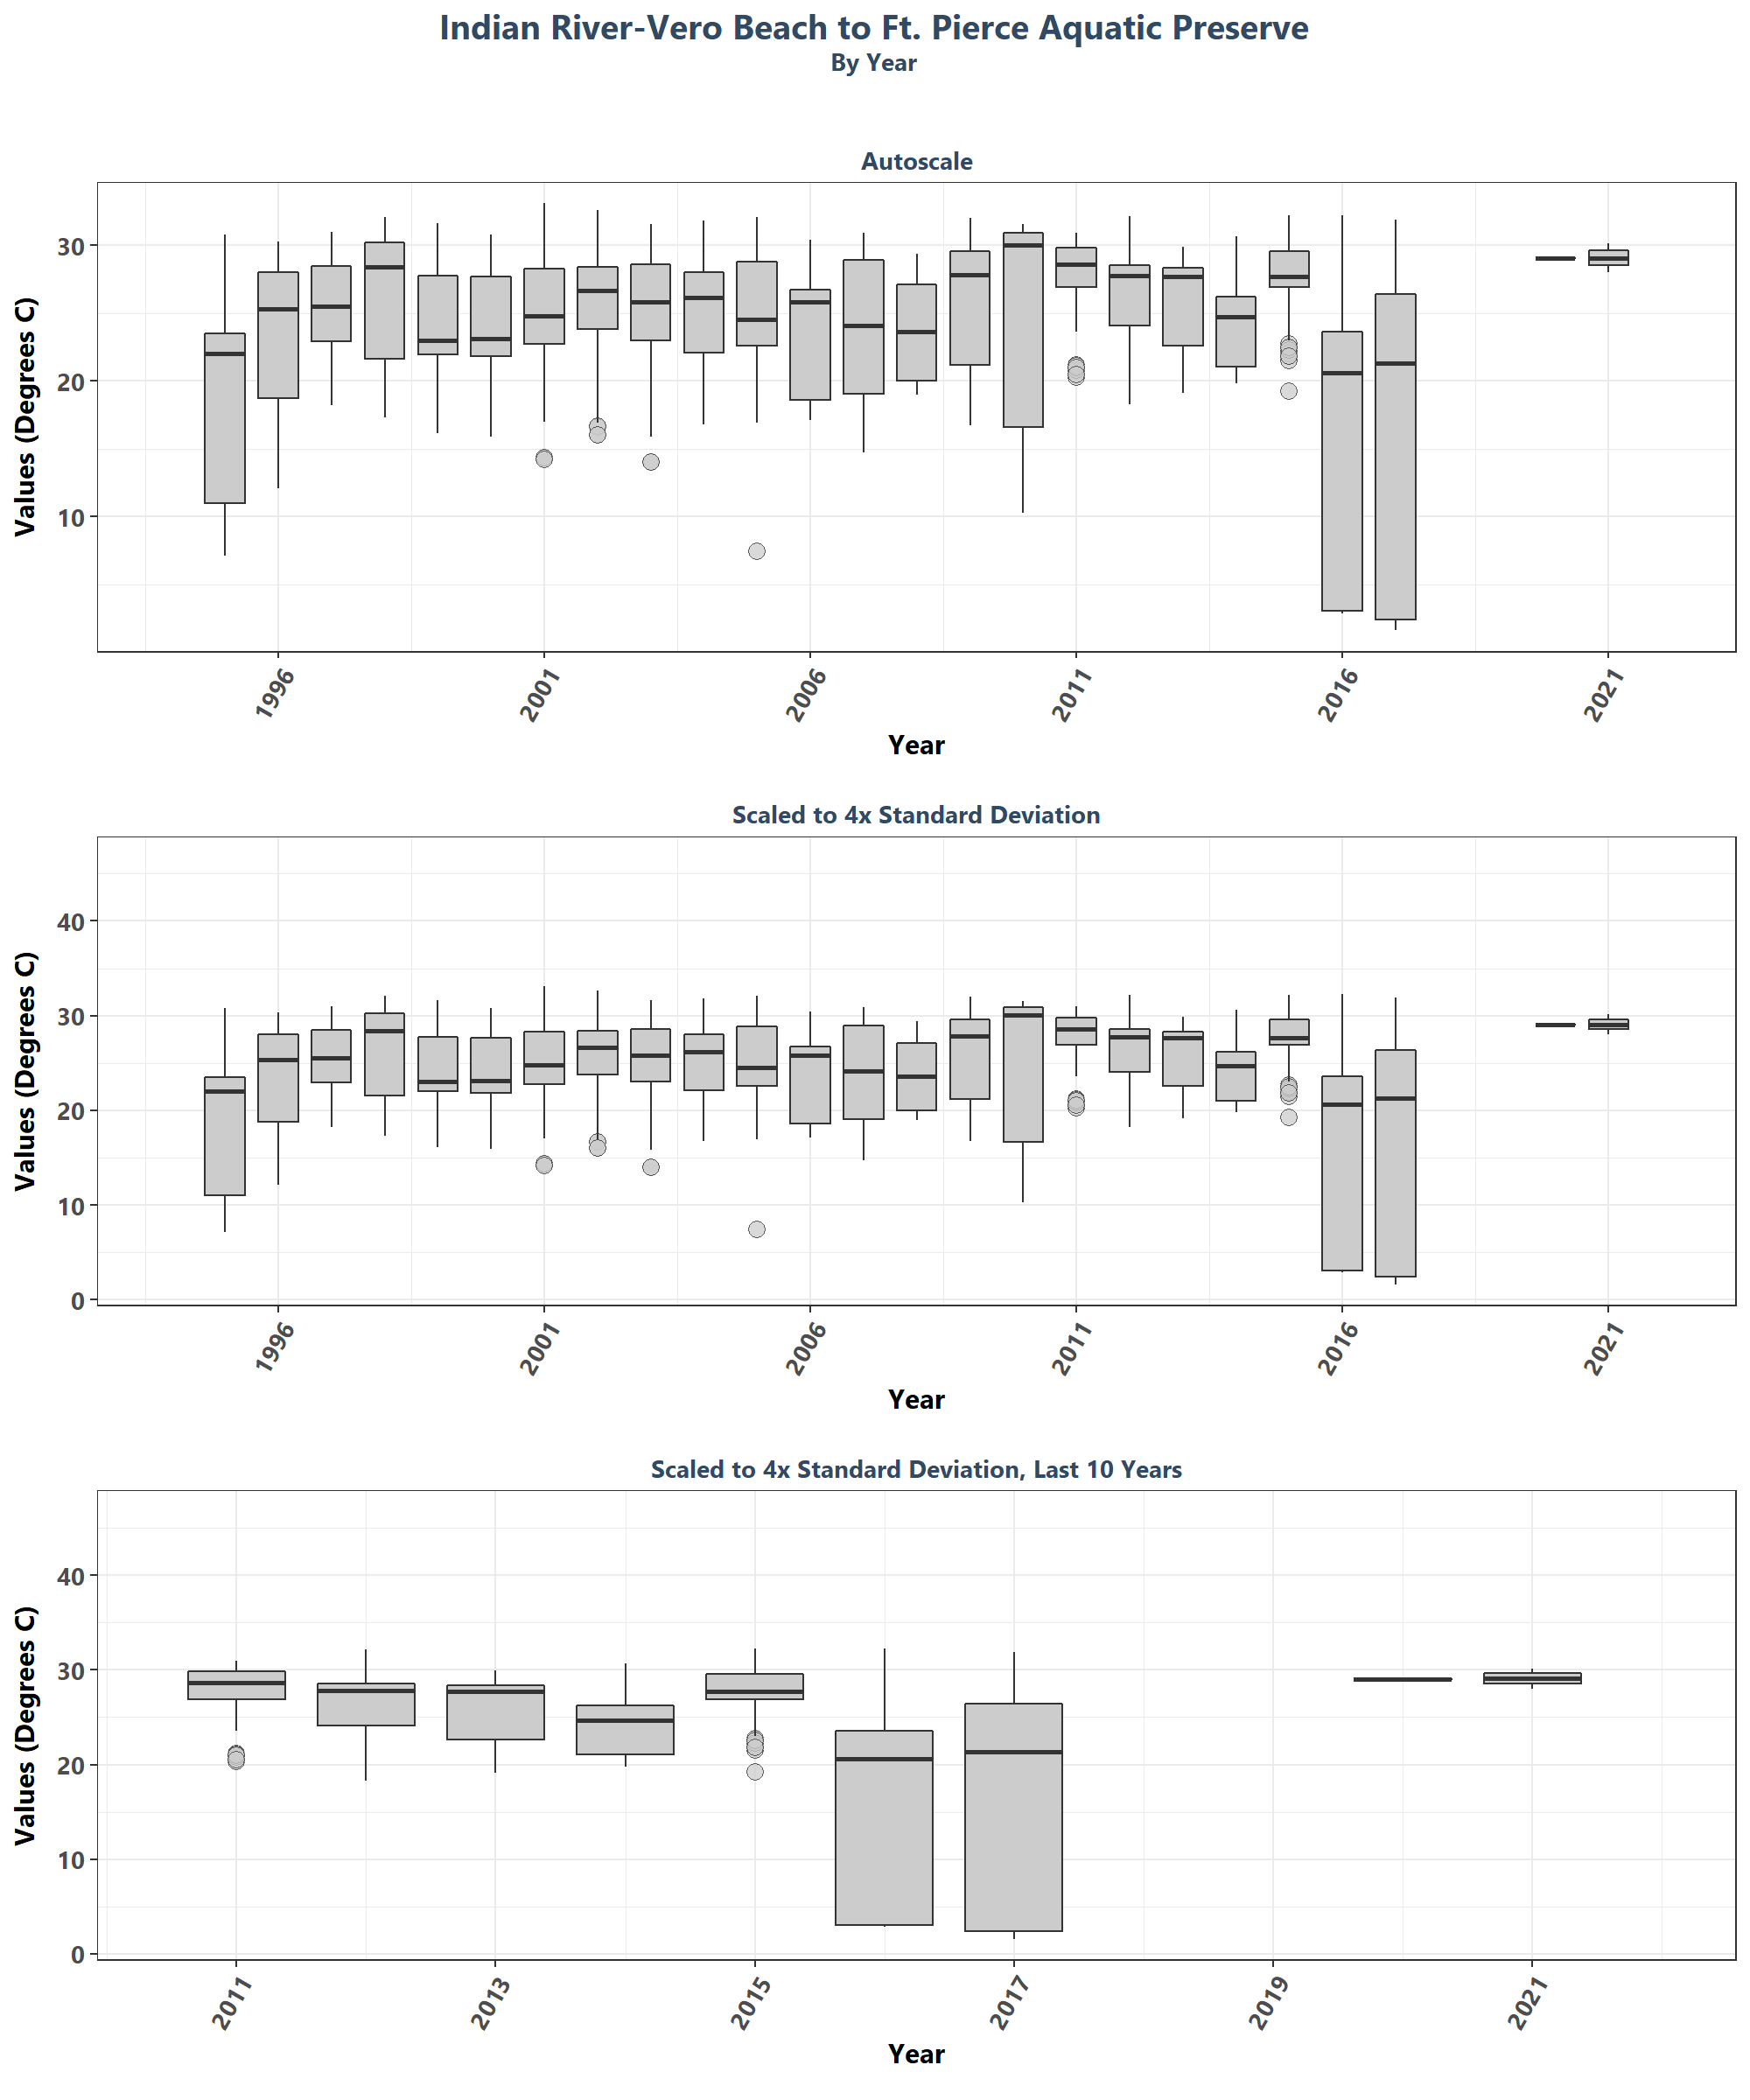 Indian River-Vero Beach to Ft. Pierce Aquatic Preserve
By Year
Autoscale
Values (Degrees C)
30
20
10
1996
2001
2006
2011
2016
2021
Year
Scaled to 4x Standard Deviation
Values (Degrees C)
40
30
20
10
0
1996
2001
2006
2011
2016
2021
Year
Scaled to 4x Standard Deviation, Last 10 Years
Values (Degrees C)
40
30
20
10
0
2011
2013
2015
2017
2019
2021
Year